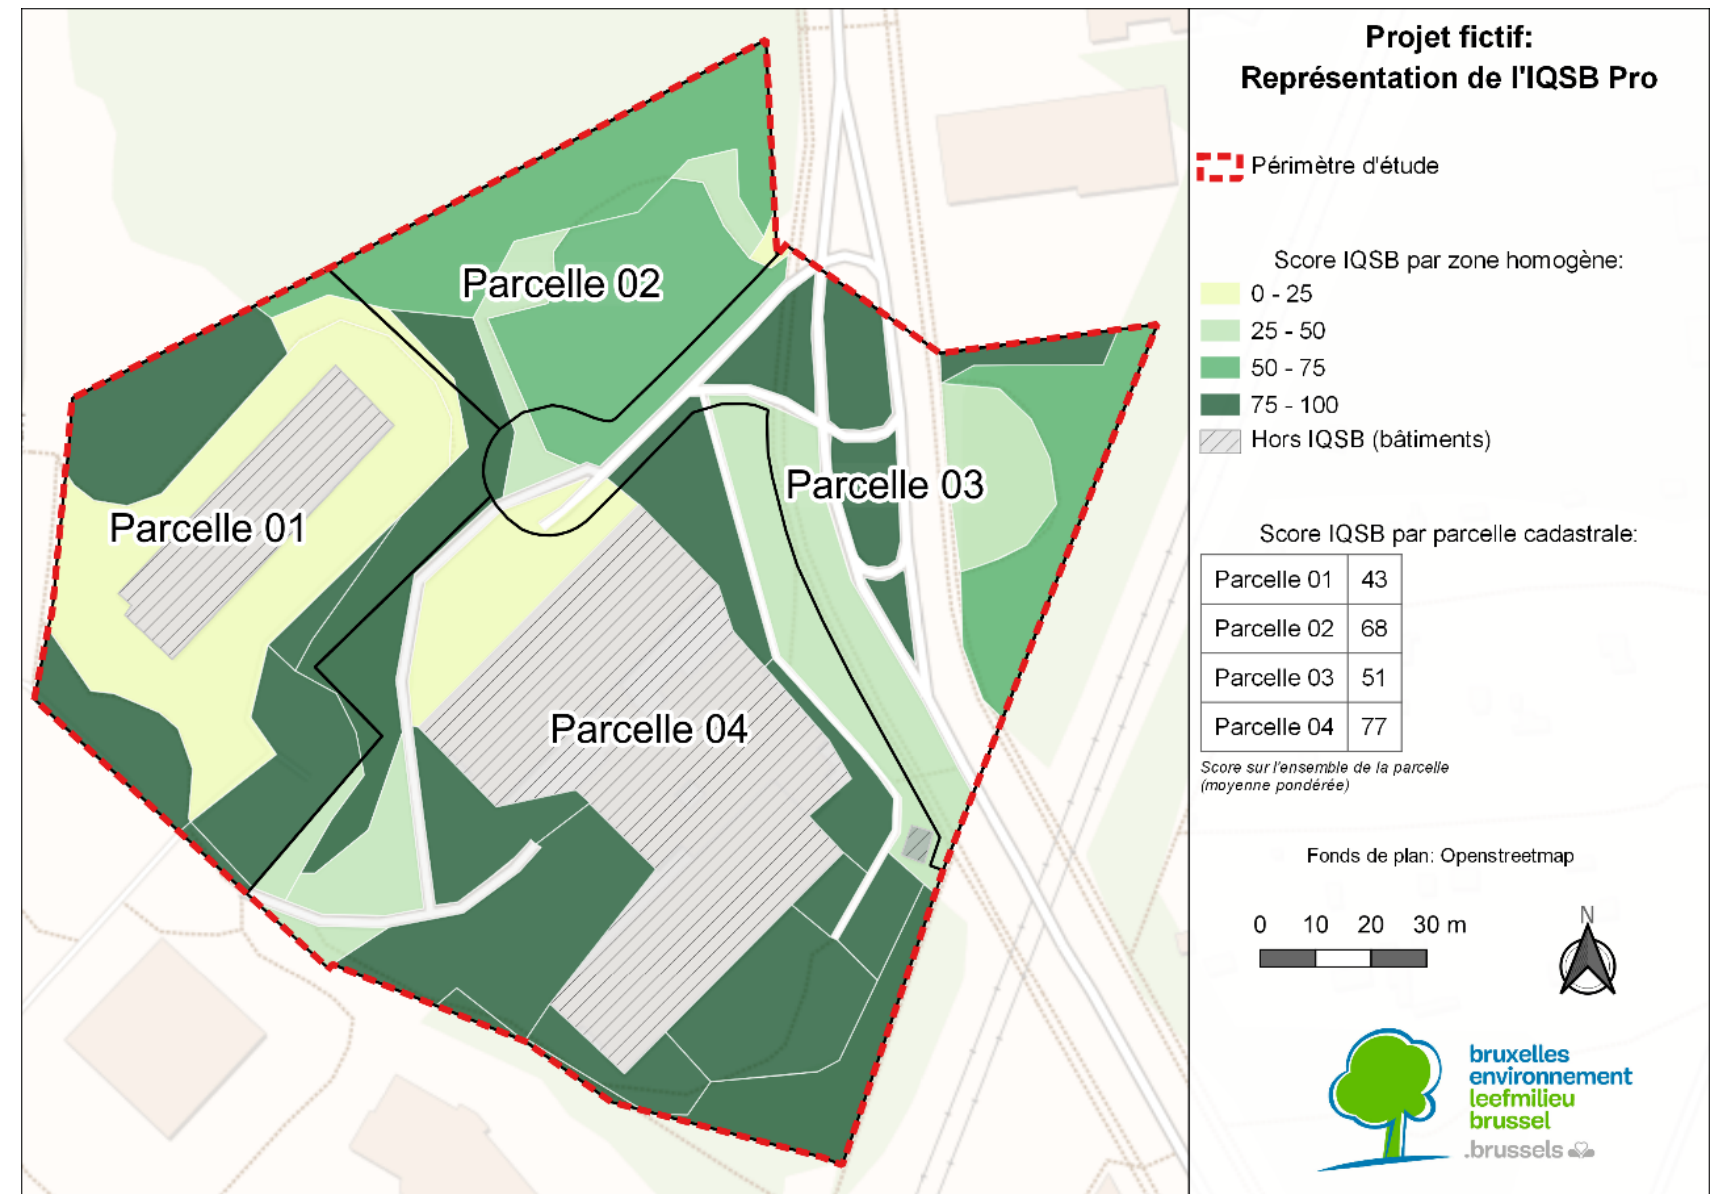 Projet fictif:
Représentation de l'IQSB Pro
Périmètre d'étude
Score IQSB par zone homogène:
0 - 25
25 - 50
50 - 75
75 - 100
Hors IQSB (bâtiments)
Score IQSB par parcelle cadastrale:
Parcelle 01 43
Parcelle 02 68
Parcelle 03 51
Parcelle 04 77
Score sur l'ensemble de la parcelle
(moyenne pondérée)
Fonds de plan: Openstreetmap
0 10 20 30 m
N
bruxelles
environnement
leefmilieu
brussel
.brussels
Parcelle 02
Parcelle 03
Parcelle 01
Parcelle 04